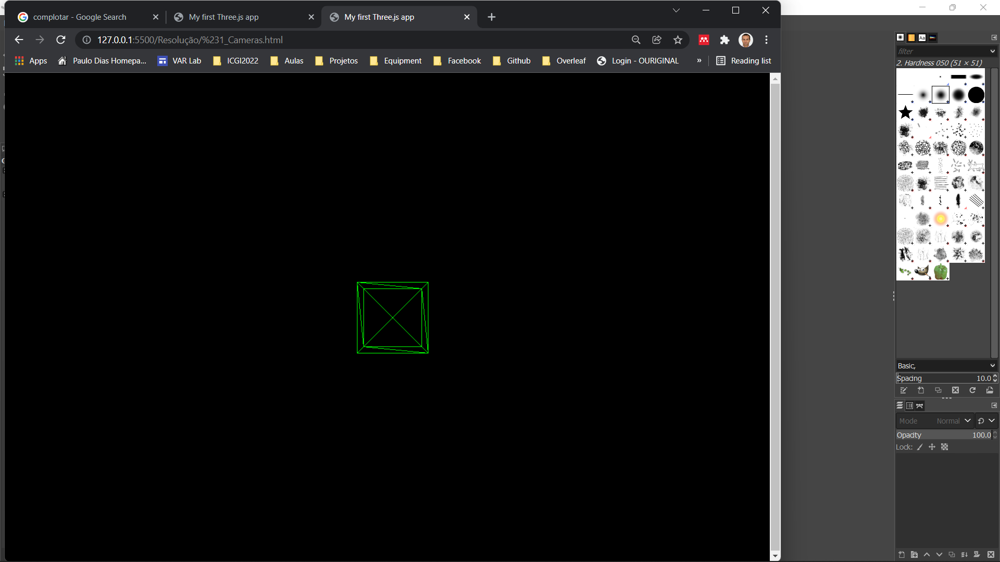 complotar - Google Search
My first Three.js app
My first Three.js app
127.0.0.1:5500/Resolução/%231_Cameras.html
Apps
Paulo Dias Homepa...
VAR Lab
ICGI2022
Aulas
Projetos
Equipment
Facebook
Github
Overleaf
Login - OURIGINAL
»
Reading list
Aa
filter
2. Hardness 050 (51 × 51)
Basic,
Spacing 10.0
Mode Normal
Opacity 100.0
Lock: